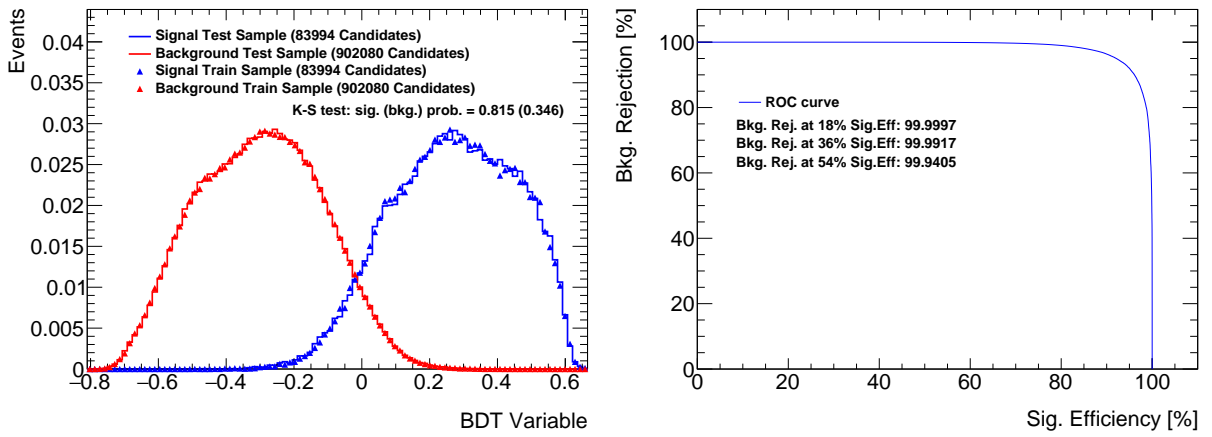 Events
0.04
0.035
0.03
0.025
0.02
0.015
0.01
0.005
0
Signal Test Sample (83994 Candidates)
Background Test Sample (902080 Candidates)
Signal Train Sample (83994 Candidates)
Background Train Sample (902080 Candidates)
K-S test: sig. (bkg.) prob. = 0.815 (0.346)
−0.8 −0.6 −0.4 −0.2 0 0.2 0.4 0.6
BDT Variable
Bkg. Rejection [%]
100
80
60
40
20
0
ROC curve
Bkg. Rej. at 18% Sig.Eff: 99.9997
Bkg. Rej. at 36% Sig.Eff: 99.9917
Bkg. Rej. at 54% Sig.Eff: 99.9405
0 20 40 60 80 100
Sig. Efficiency [%]